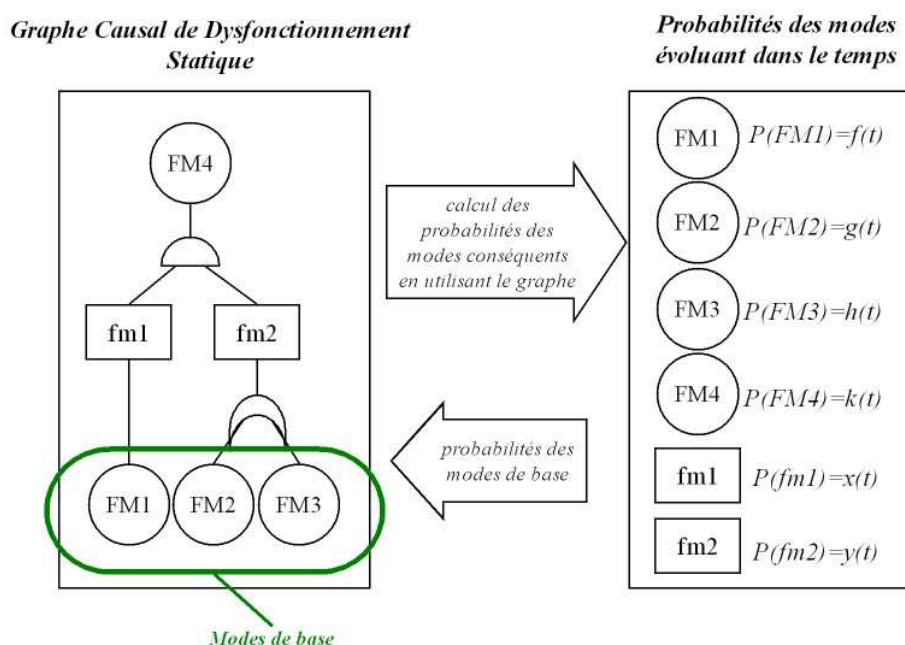 Graphe Causal de Dysfonctionnement
Statique
FM4
fm1
fm2
FM1
FM2
FM3
Modes de base
calcul des
probabilités des
modes conséquents
en utilisant le graphe
probabilités des
modes de base
Probabilités des modes
évoluant dans le temps
FM1 P(FM1)=f(t)
FM2 P(FM2)=g(t)
FM3 P(FM3)=h(t)
FM4 P(FM4)=k(t)
fm1 P(fm1)=x(t)
fm2 P(fm2)=y(t)